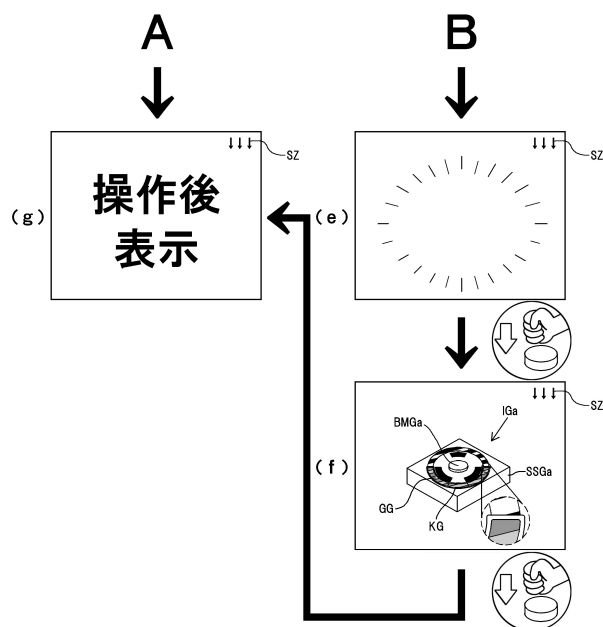 A B
(g)
操作後
表示
SZ
(e)
SZ
(f)
SZ
IGa
BMGa
SSGa
GG
KG